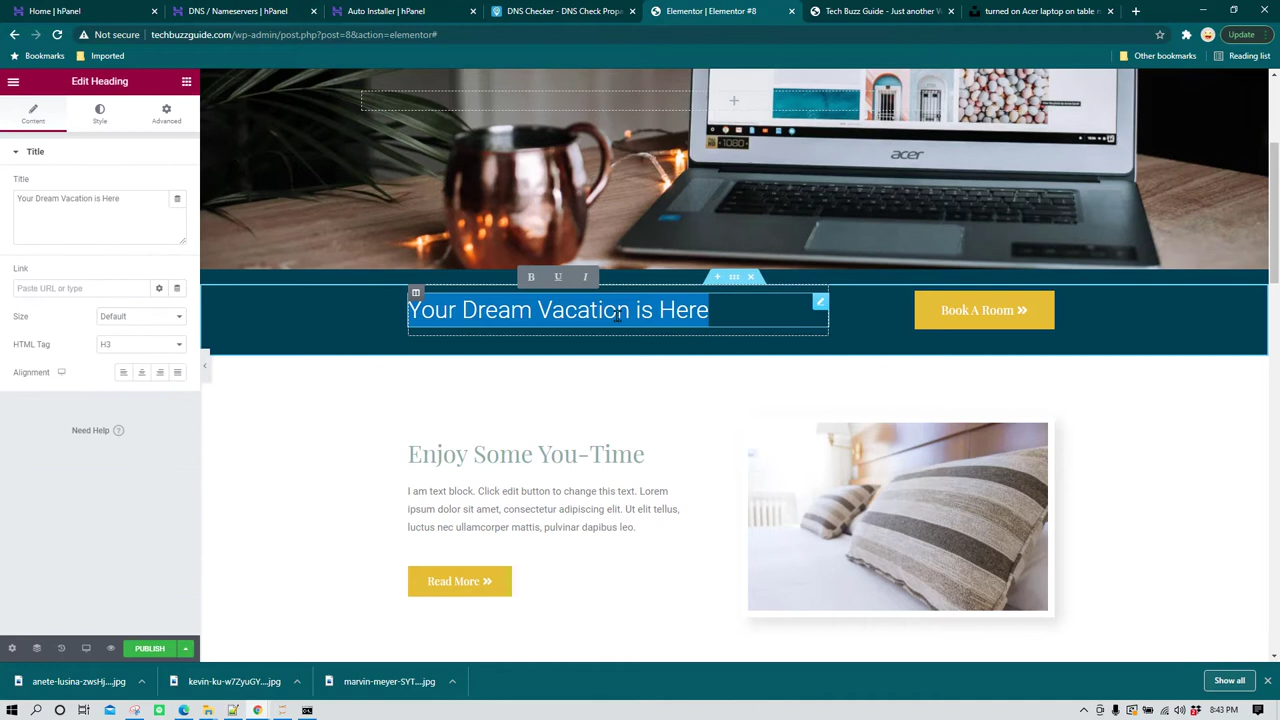 hPanel
hPanel | Nameservers
hPanel
DNS Checker - DNS Check Prope
Elementor | Elementor #8
Tech Buzz Guide - Just another W
turned on Acer laptop on table n
Not secure
techbuzzguide.com/wp-admin/post.php?post=8&action=elementor#
Update
Bookmarks
Imported
Other bookmarks
Reading list
Edit Heading
Content
Style
Advanced
Title
Title
Your Dream Vacation is Here
Link
Paste URL or type
Size
Default
HTML Tag
H3
Alignment
Need Help
PUBLISH
1080
acer
B U I
Your Dream Vacation is Here
Book A Room
Enjoy Some You-Time
I am text block. Click edit button to change this text. Lorem
ipsum dolor sit amet, consectetur adipiscing elit. Ut elit tellus,
luctus nec ullamcorper mattis, pulvinar dapibus leo.
Read More
anete-lusina-zwsHj....jpg
kevin-ku-w7ZyuGY....jpg
marvin-meyer-SYT....jpg
Show all
8:43 PM